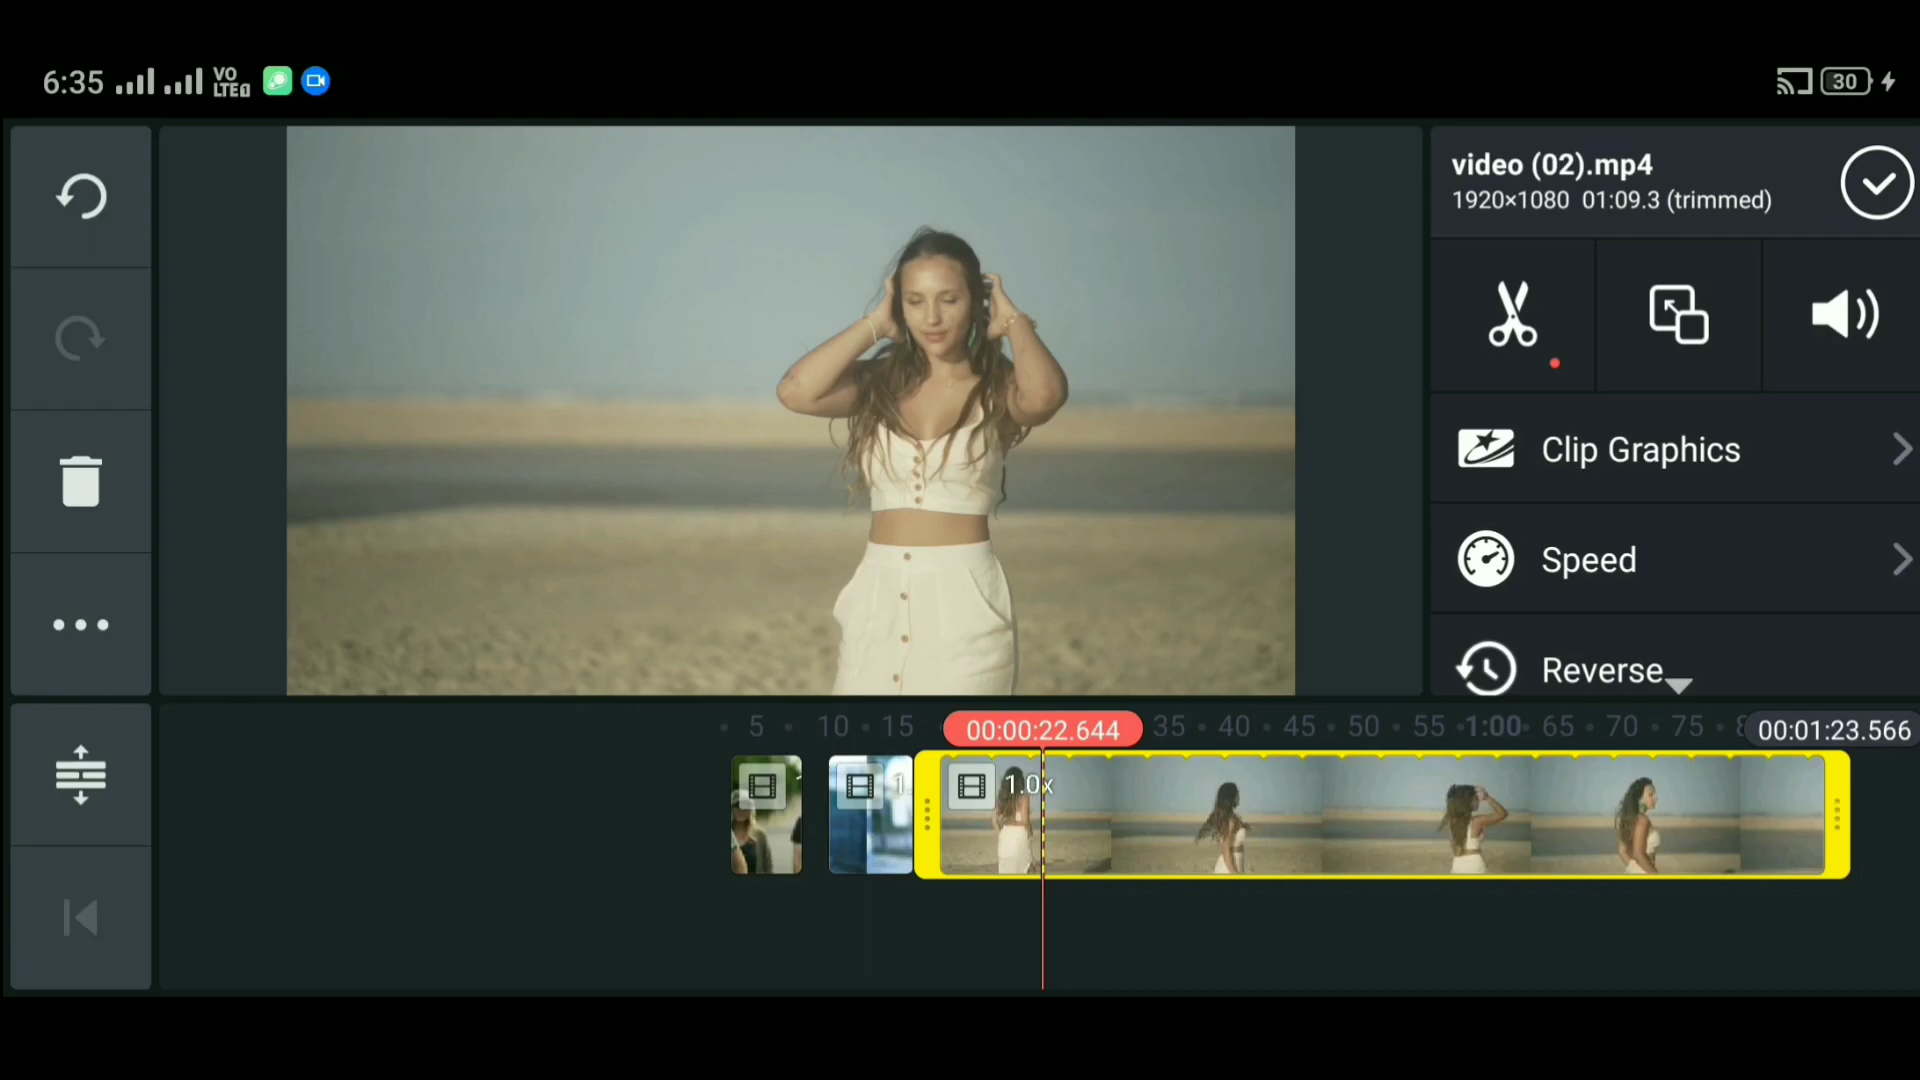 6:35 VO LTE 30
video (02).mp4
1920×1080 01:09.3 (trimmed)
Clip Graphics
Speed
Reverse
5 10 15 00:00:22.644 35 40 45 50 55 1:00 65 70 75 00:01:23.566
1.0x